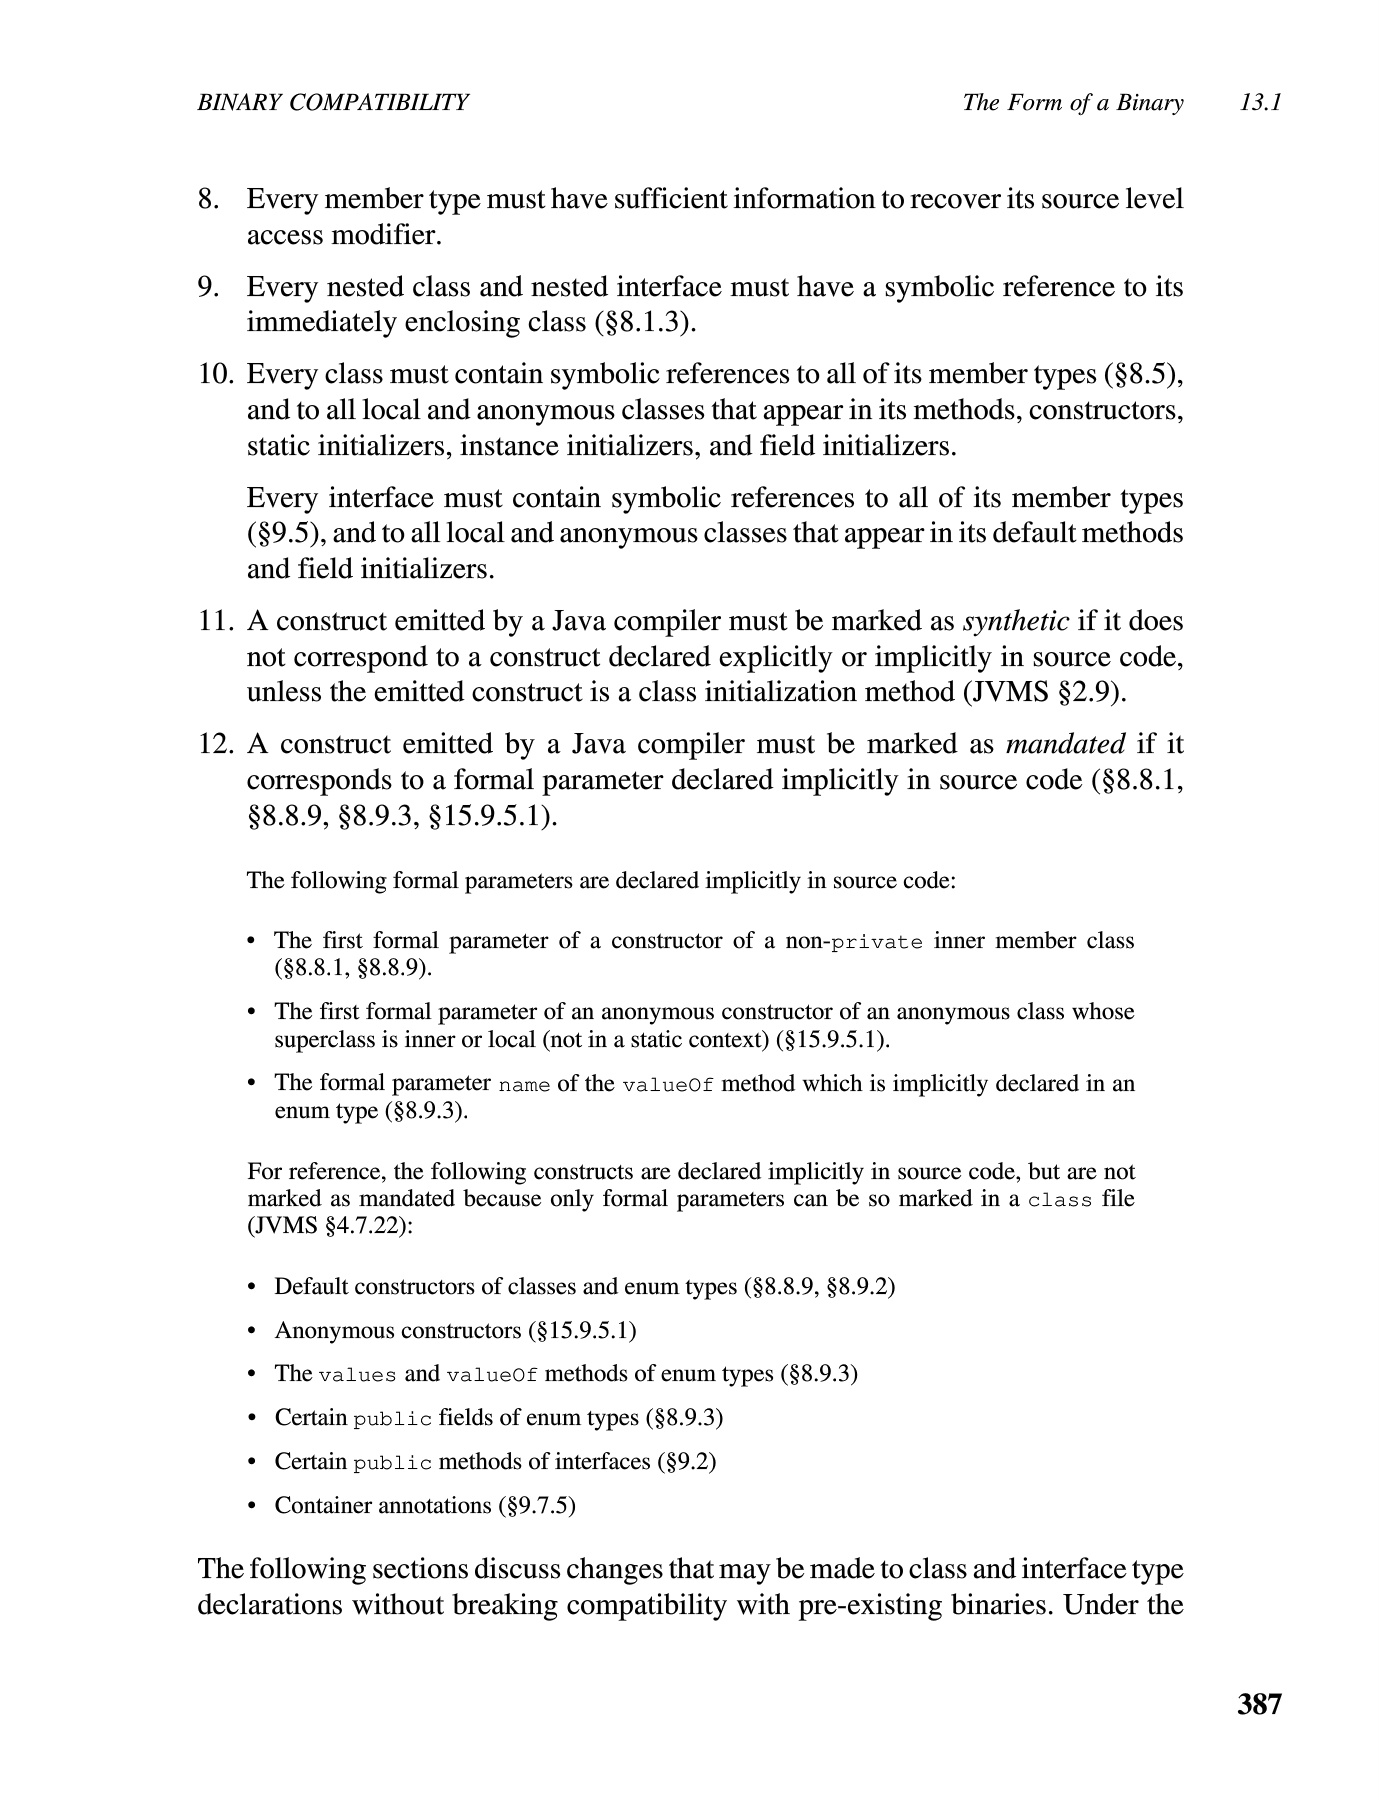 BINARY COMPATIBILITY The Form of a Binary 13.1
8. Every member type must have sufficient information to recover its source level
access modifier.
9. Every nested class and nested interface must have a symbolic reference to its
immediately enclosing class (§8.1.3).
10. Every class must contain symbolic references to all of its member types (§8.5),
and to all local and anonymous classes that appear in its methods, constructors,
static initializers, instance initializers, and field initializers.
Every interface must contain symbolic references to all of its member types
(§9.5), and to all local and anonymous classes that appear in its default methods
and field initializers.
11. A construct emitted by a Java compiler must be marked as synthetic if it does
not correspond to a construct declared explicitly or implicitly in source code,
unless the emitted construct is a class initialization method (JVMS §2.9).
12. A construct emitted by a Java compiler must be marked as mandated if it
corresponds to a formal parameter declared implicitly in source code (§8.8.1,
§8.8.9, §8.9.3, §15.9.5.1).
The following formal parameters are declared implicitly in source code:
• The first formal parameter of a constructor of a non-private inner member class
(§8.8.1, §8.8.9).
• The first formal parameter of an anonymous constructor of an anonymous class whose
superclass is inner or local (not in a static context) (§15.9.5.1).
• The formal parameter name of the valueOf method which is implicitly declared in an
enum type (§8.9.3).
For reference, the following constructs are declared implicitly in source code, but are not
marked as mandated because only formal parameters can be so marked in a class file
(JVMS §4.7.22):
• Default constructors of classes and enum types (§8.8.9, §8.9.2)
• Anonymous constructors (§15.9.5.1)
• The values and valueOf methods of enum types (§8.9.3)
• Certain public fields of enum types (§8.9.3)
• Certain public methods of interfaces (§9.2)
• Container annotations (§9.7.5)
The following sections discuss changes that may be made to class and interface type
declarations without breaking compatibility with pre-existing binaries. Under the
387